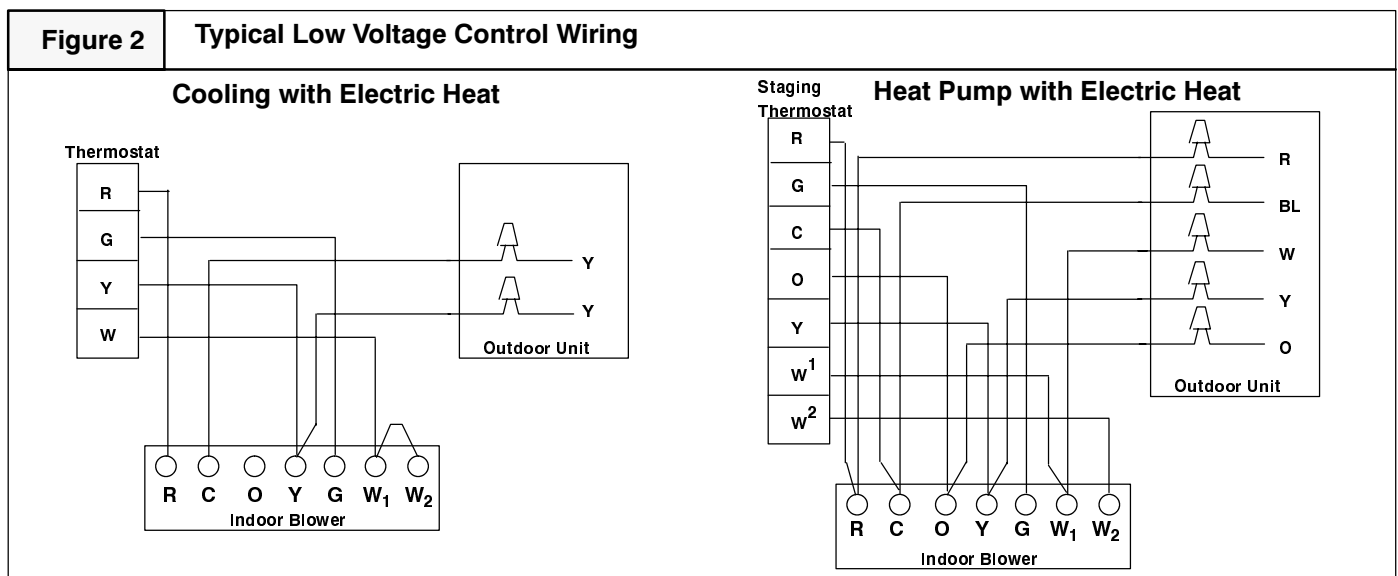 Figure 2 Typical Low Voltage Control Wiring
Cooling with Electric Heat
Thermostat
R
G
Y
W
Y
Y
Outdoor Unit
R C O Y G W₁ W₂
Indoor Blower
Heat Pump with Electric Heat
Staging
Thermostat
R
G
C
O
Y
W¹
W²
R
BL
W
Y
O
Outdoor Unit
R C O Y G W₁ W₂
Indoor Blower